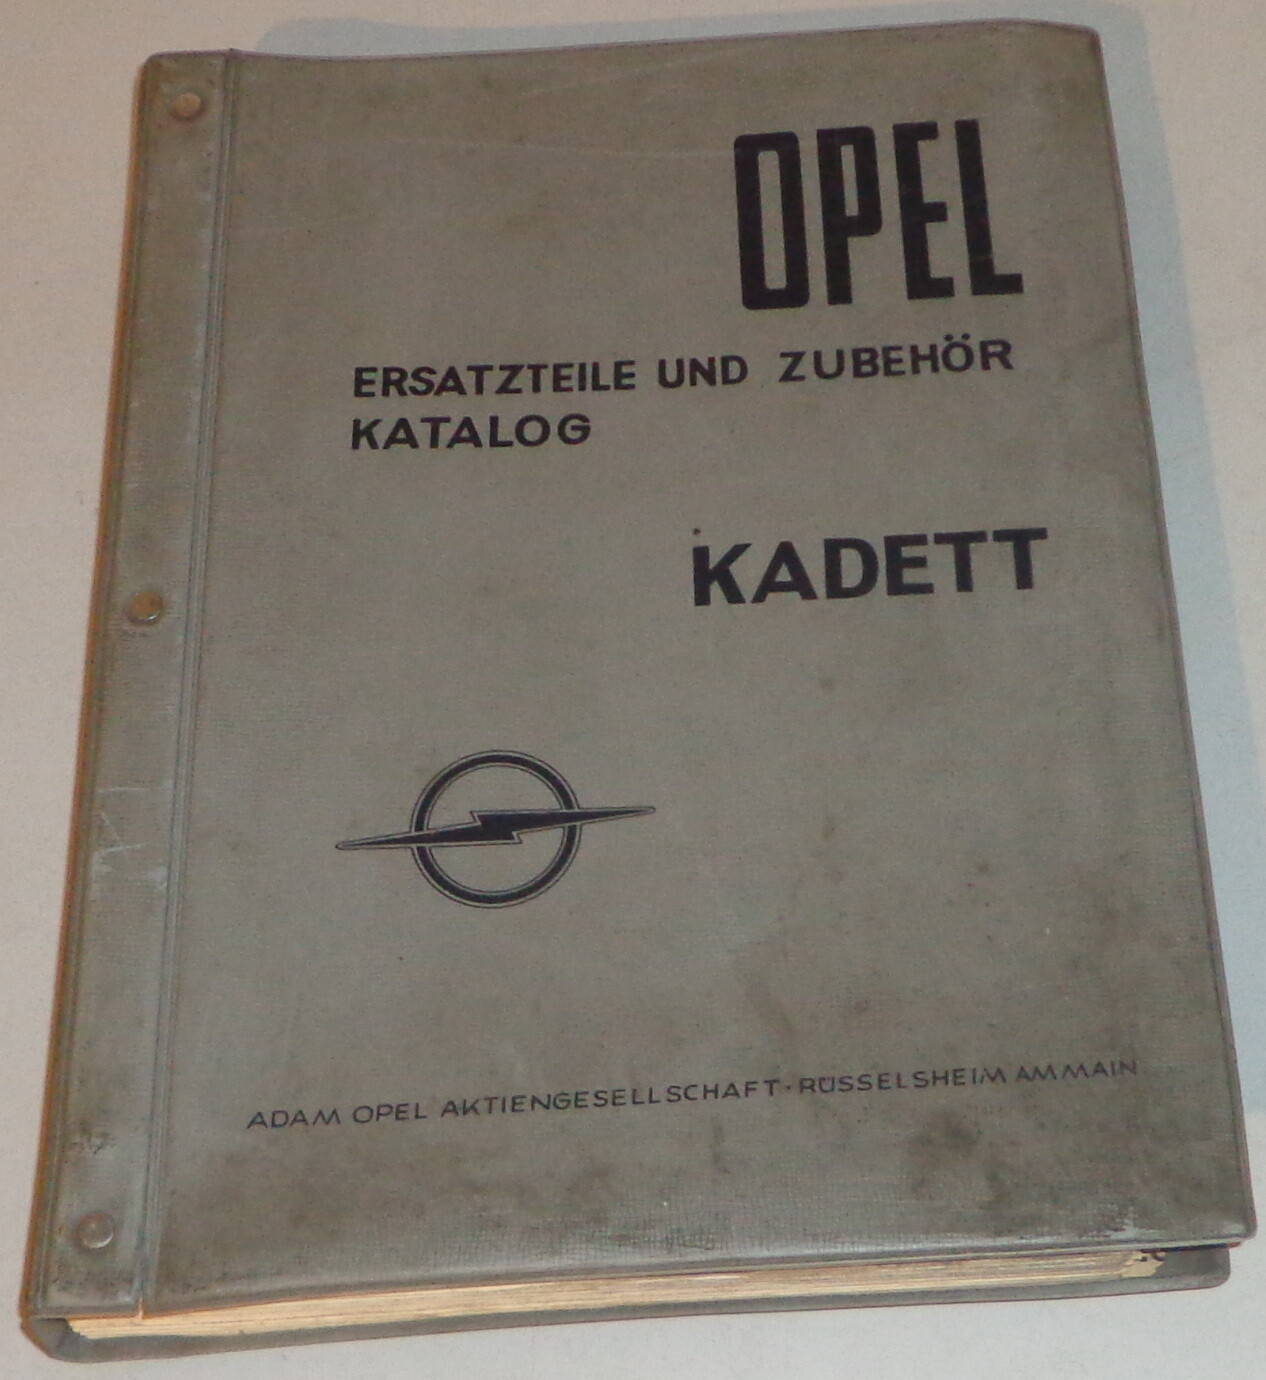 OPEL
ERSATZTEILE UND ZUBEHÖR
KATALOG
KADETT
ADAM OPEL AKTIENGESELLSCHAFT · RÜSSELSHEIM AM MAIN